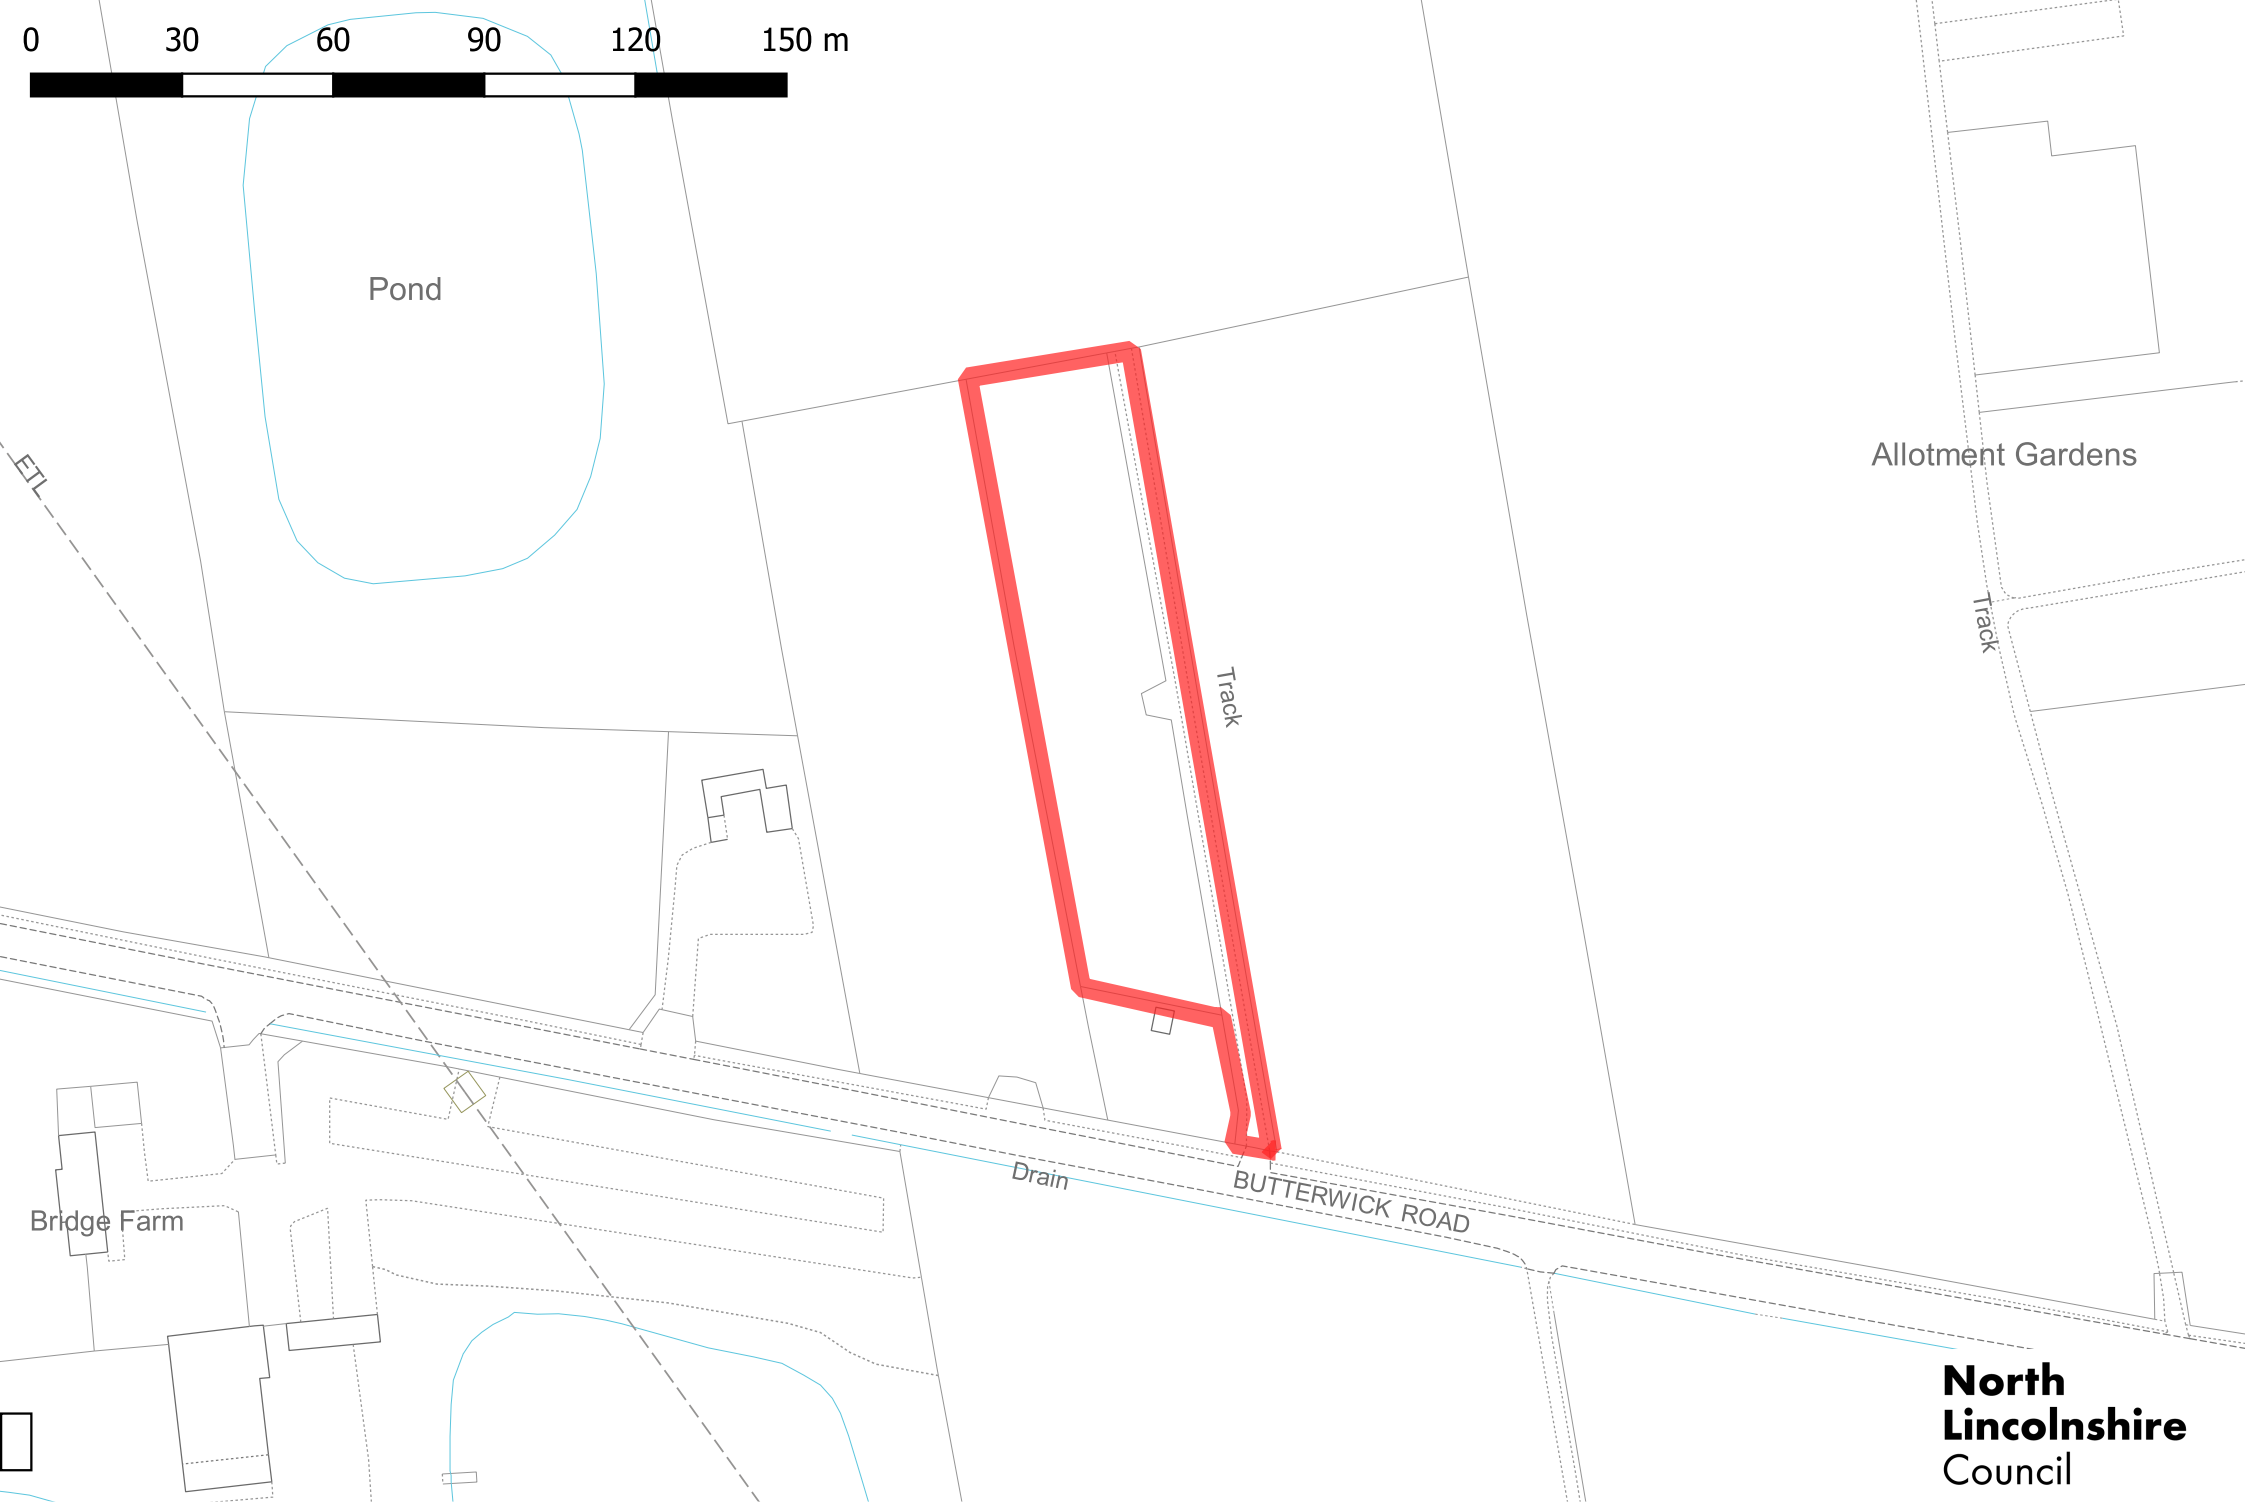 0 30 60 90 120 150 m
Pond
ETL
Allotment Gardens
Track
Track
Drain
BUTTERWICK ROAD
Bridge Farm
North
Lincolnshire
Council